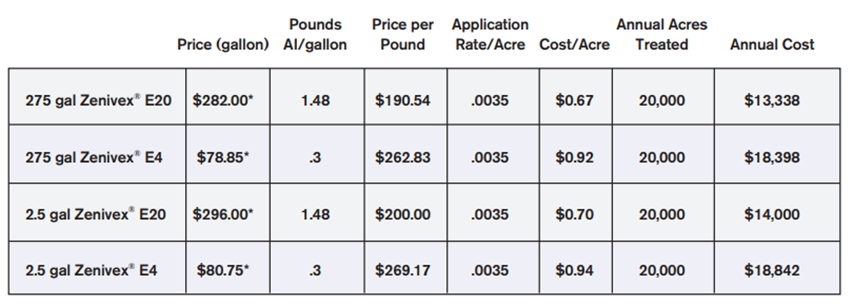 Pounds Price per Application Annual Acres
Price (gallon) AI/gallon Pound Rate/Acre Cost/Acre Treated Annual Cost
275 gal Zenivex® E20 $282.00* 1.48 $190.54 .0035 $0.67 20,000 $13,338
275 gal Zenivex® E4 $78.85* .3 $262.83 .0035 $0.92 20,000 $18,398
2.5 gal Zenivex® E20 $296.00* 1.48 $200.00 .0035 $0.70 20,000 $14,000
2.5 gal Zenivex® E4 $80.75* .3 $269.17 .0035 $0.94 20,000 $18,842